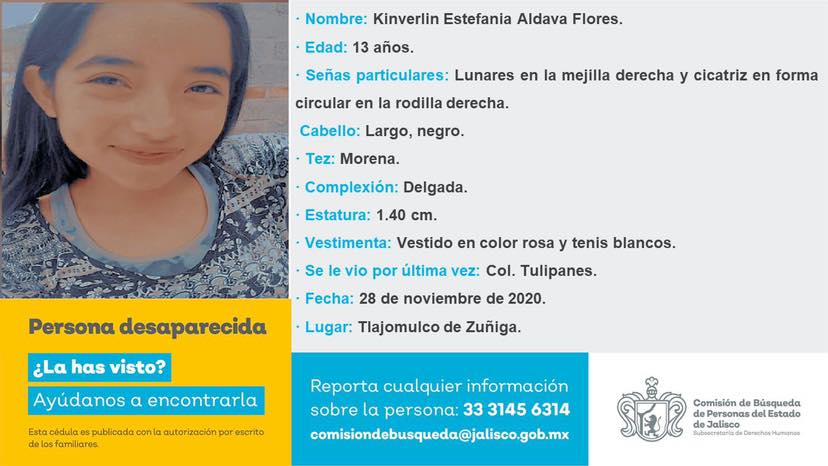 · Nombre: Kinverlin Estefania Aldava Flores.
· Edad: 13 años.
· Señas particulares: Lunares en la mejilla derecha y cicatriz en forma
circular en la rodilla derecha.
Cabello: Largo, negro.
· Tez: Morena.
· Complexión: Delgada.
· Estatura: 1.40 cm.
· Vestimenta: Vestido en color rosa y tenis blancos.
· Se le vio por última vez: Col. Tulipanes.
· Fecha: 28 de noviembre de 2020.
· Lugar: Tlajomulco de Zuñiga.
Persona desaparecida
¿La has visto?
Ayúdanos a encontrarla
Esta cédula es publicada con la autorización por escrito
de los familiares.
Reporta cualquier información
sobre la persona: 33 3145 6314
comisiondebusqueda@jalisco.gob.mx
Comisión de Búsqueda
de Personas del Estado
de Jalisco
Subsecretaría de Derechos Humanos